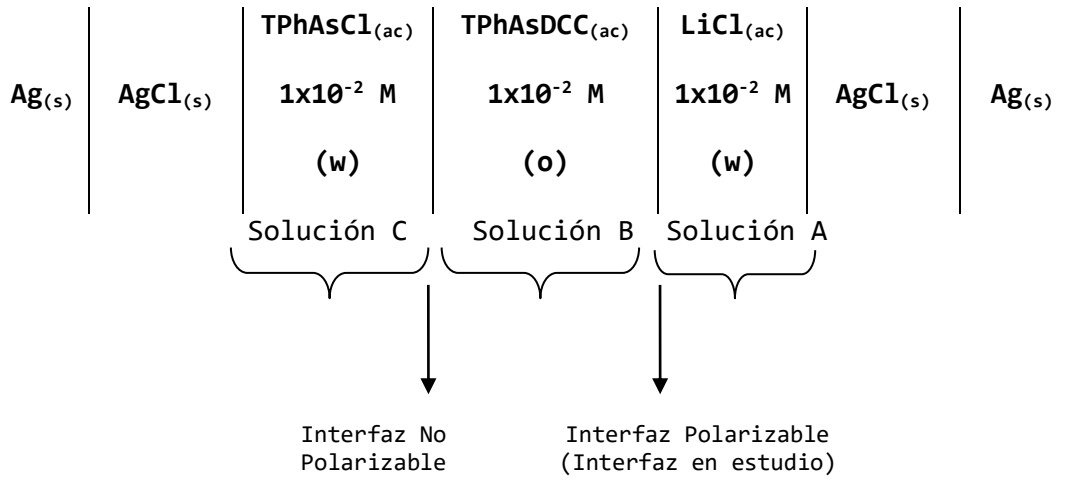 TPhAsCl(ac) TPhAsDCC(ac) LiCl(ac)
Ag(s) AgCl(s) 1x10⁻² M 1x10⁻² M 1x10⁻² M AgCl(s) Ag(s)
(w) (o) (w)
Solución C Solución B Solución A
Interfaz No Interfaz Polarizable
Polarizable (Interfaz en estudio)